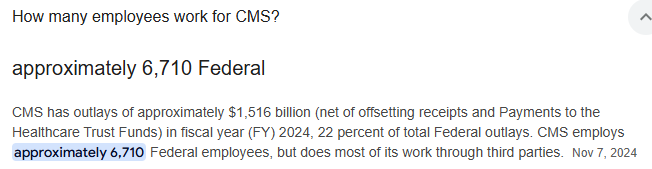 How many employees work for CMS?
approximately 6,710 Federal
CMS has outlays of approximately $1,516 billion (net of offsetting receipts and Payments to the
Healthcare Trust Funds) in fiscal year (FY) 2024, 22 percent of total Federal outlays. CMS employs
approximately 6,710 Federal employees, but does most of its work through third parties. Nov 7, 2024